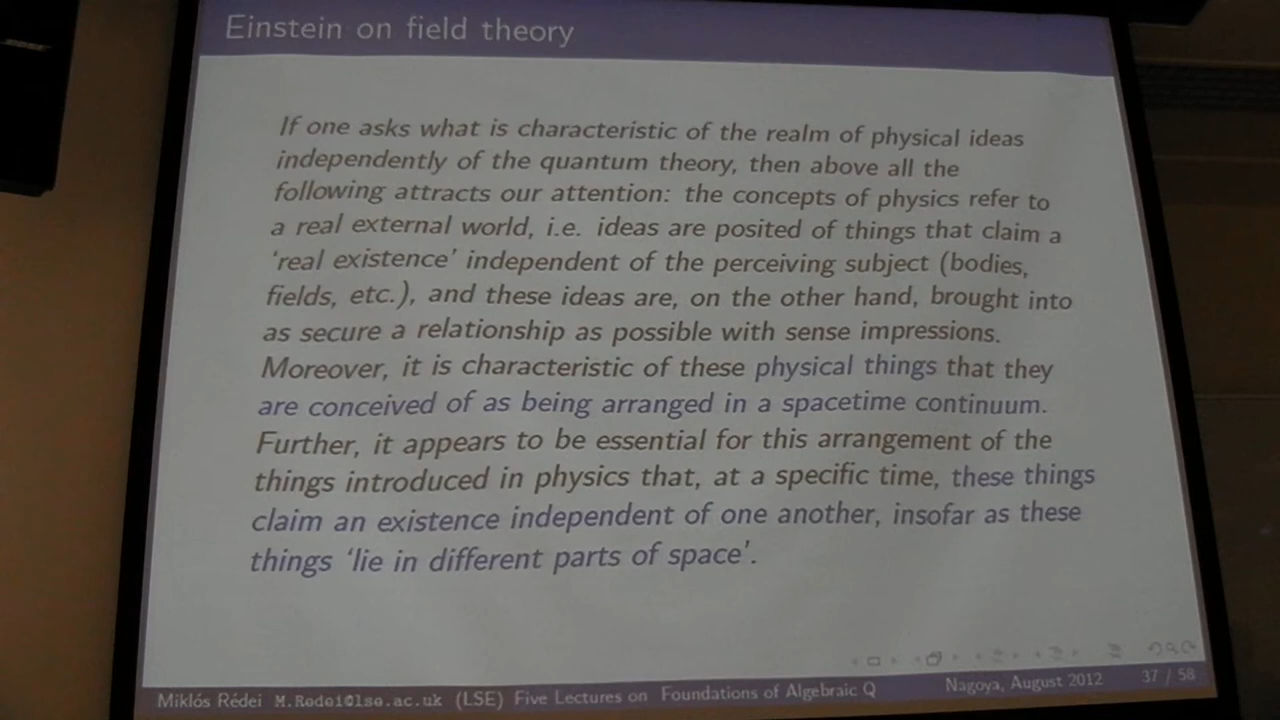 Einstein on field theory
If one asks what is characteristic of the realm of physical ideas
independently of the quantum theory, then above all the
following attracts our attention: the concepts of physics refer to
a real external world, i.e. ideas are posited of things that claim a
‘real existence’ independent of the perceiving subject (bodies,
fields, etc.), and these ideas are, on the other hand, brought into
as secure a relationship as possible with sense impressions.
Moreover, it is characteristic of these physical things that they
are conceived of as being arranged in a spacetime continuum.
Further, it appears to be essential for this arrangement of the
things introduced in physics that, at a specific time, these things
claim an existence independent of one another, insofar as these
things ‘lie in different parts of space’.
Miklós Rédei M.Redei@lse.ac.uk (LSE) Five Lectures on Foundations of Algebraic Q Nagoya, August 2012 37 / 58